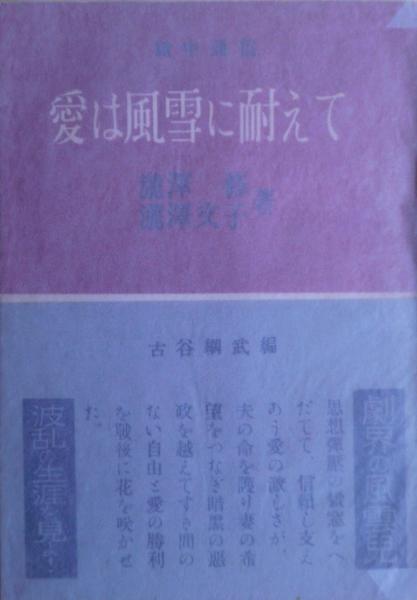 獄中通信
愛は風雪に耐えて
瀧澤 修
瀧澤文子 著
古谷綱武編
劇界の風雪児
思想弾圧の獄窓をへ
だてて、信頼し支え
あう愛の激しさが、
夫の命を護り妻の希
望をつなぎ暗黒の悪
政を越えてすき間の
ない自由と愛の勝利
を戦後に花を咲かせ
た。
波乱の生涯を見よ